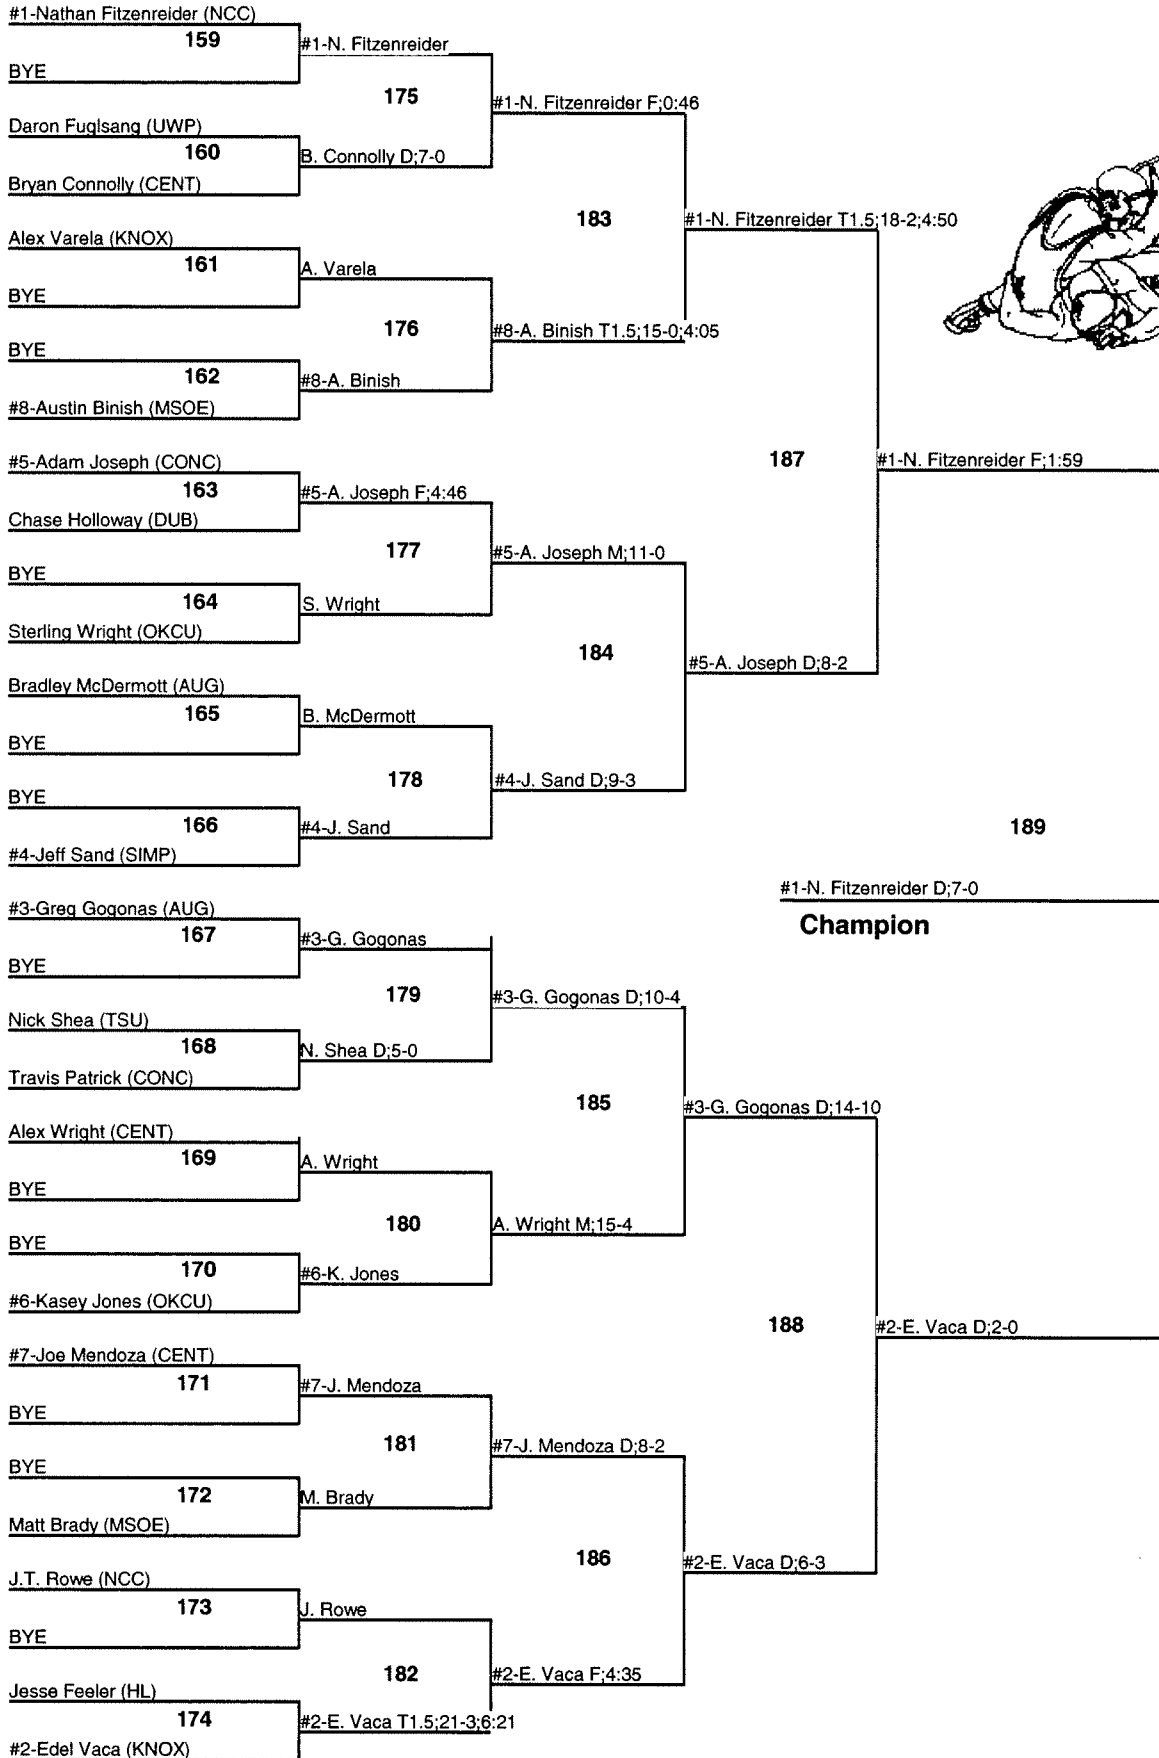 #1-Nathan Fitzenreider (NCC)
159
BYE
#1-N. Fitzenreider
175
#1-N. Fitzenreider F;0:46
Daron Fuglsang (UWP)
160
Bryan Connolly (CENT)
B. Connolly D;7-0
183
#1-N. Fitzenreider T1.5;18-2;4:50
Alex Varela (KNOX)
161
BYE
A. Varela
176
#8-A. Binish T1.5;15-0;4:05
BYE
162
#8-Austin Binish (MSOE)
#8-A. Binish
187
#1-N. Fitzenreider F;1:59
#5-Adam Joseph (CONC)
163
Chase Holloway (DUB)
#5-A. Joseph F;4:46
177
#5-A. Joseph M;11-0
BYE
164
Sterling Wright (OKCU)
S. Wright
184
#5-A. Joseph D;8-2
Bradley McDermott (AUG)
165
BYE
B. McDermott
178
#4-J. Sand D;9-3
BYE
166
#4-Jeff Sand (SIMP)
#4-J. Sand
189
#1-N. Fitzenreider D;7-0
Champion
#3-Greg Gogonas (AUG)
167
BYE
#3-G. Gogonas
179
#3-G. Gogonas D;10-4
Nick Shea (TSU)
168
Travis Patrick (CONC)
N. Shea D;5-0
185
#3-G. Gogonas D;14-10
Alex Wright (CENT)
169
BYE
A. Wright
180
A. Wright M;15-4
BYE
170
#6-Kasey Jones (OKCU)
#6-K. Jones
188
#2-E. Vaca D;2-0
#7-Joe Mendoza (CENT)
171
BYE
#7-J. Mendoza
181
#7-J. Mendoza D;8-2
BYE
172
Matt Brady (MSOE)
M. Brady
186
#2-E. Vaca D;6-3
J.T. Rowe (NCC)
173
BYE
J. Rowe
182
#2-E. Vaca F;4:35
Jesse Feeler (HL)
174
#2-Edel Vaca (KNOX)
#2-E. Vaca T1.5;21-3;6:21